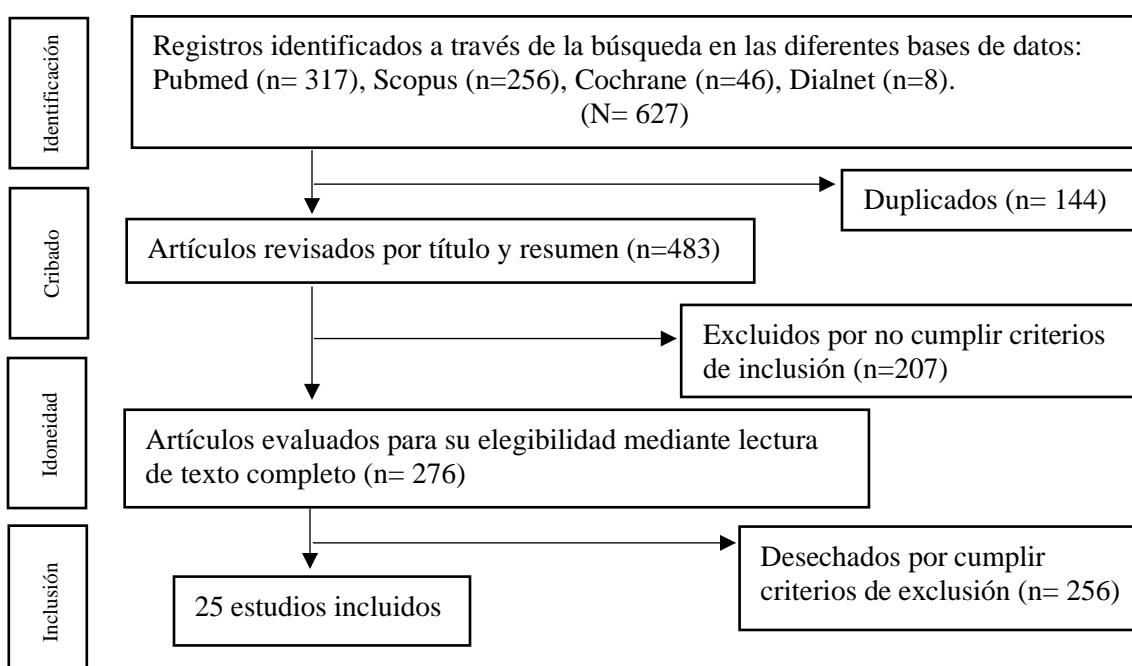 Identificación
Registros identificados a través de la búsqueda en las diferentes bases de datos:
Pubmed (n= 317), Scopus (n=256), Cochrane (n=46), Dialnet (n=8).
(N= 627)
Duplicados (n= 144)
Cribado
Artículos revisados por título y resumen (n=483)
Excluidos por no cumplir criterios
de inclusión (n=207)
Idoneidad
Artículos evaluados para su elegibilidad mediante lectura
de texto completo (n= 276)
Desechados por cumplir
criterios de exclusión (n= 256)
Inclusión
25 estudios incluidos